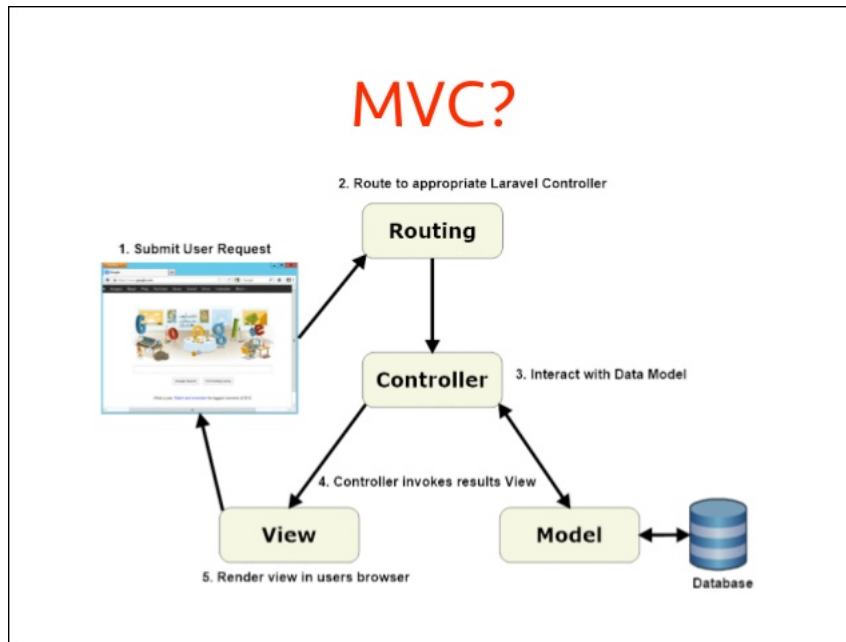 MVC?
2. Route to appropriate Laravel Controller
Routing
1. Submit User Request
Google
Controller
3. Interact with Data Model
4. Controller invokes results View
View
Model
5. Render view in users browser
Database